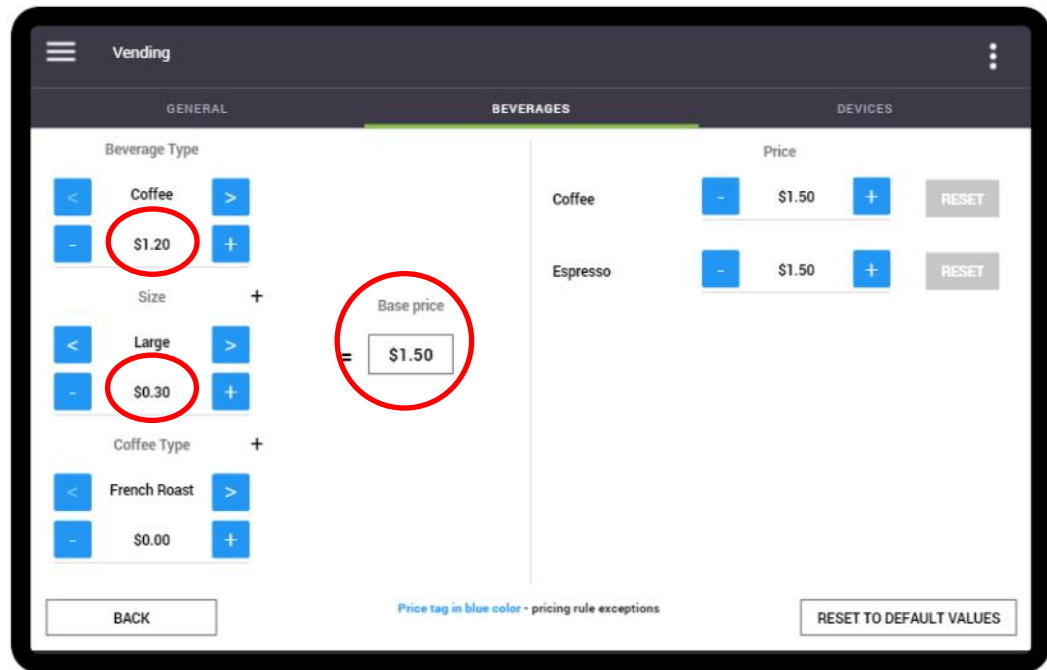 Vending
GENERAL BEVERAGES DEVICES
Beverage Type
< Coffee >
- $1.20 +
Size +
< Large >
- $0.30 +
Coffee Type +
< French Roast >
- $0.00 +
Base price
= $1.50
Price
Coffee - $1.50 + RESET
Espresso - $1.50 + RESET
BACK
Price tag in blue color - pricing rule exceptions
RESET TO DEFAULT VALUES